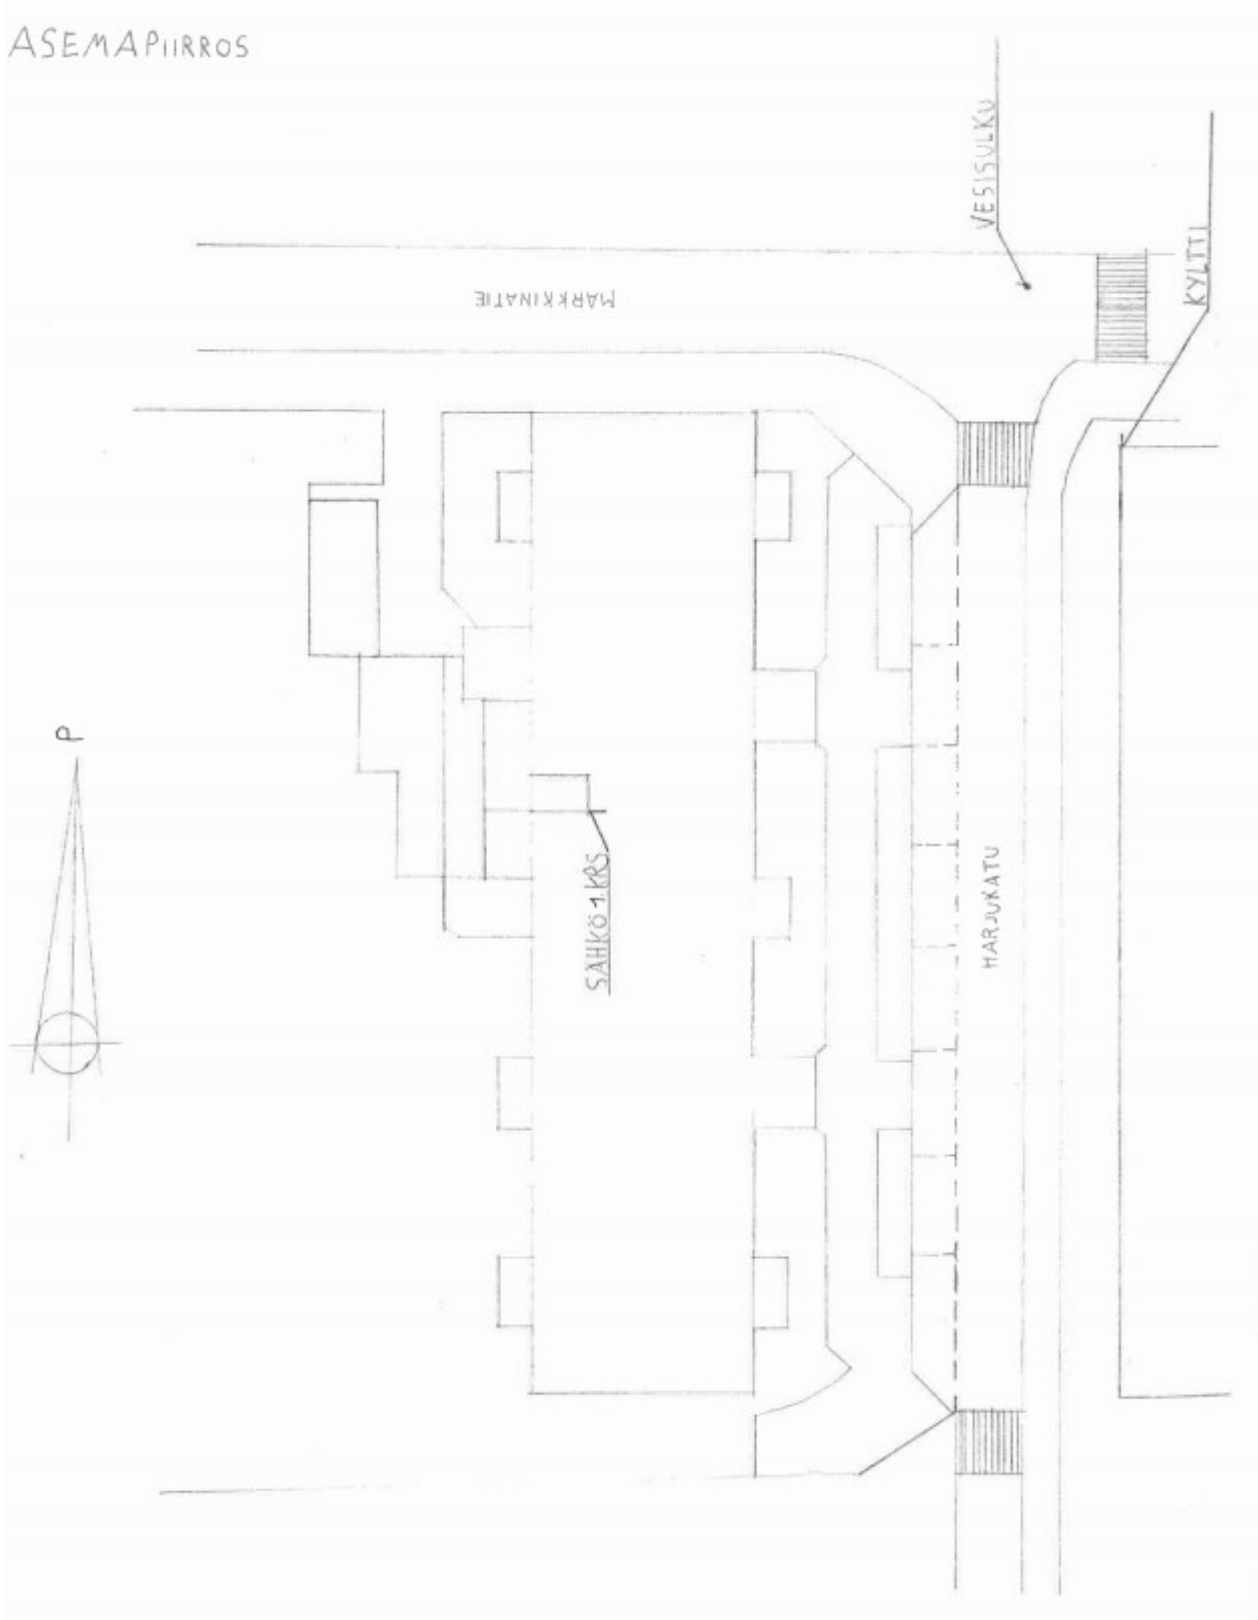 ASEMAPIIRROS
VESISULKU
KYLTTI
MARKKINATIE
P
SÄHKÖ 1.KRS
HARJUKATU